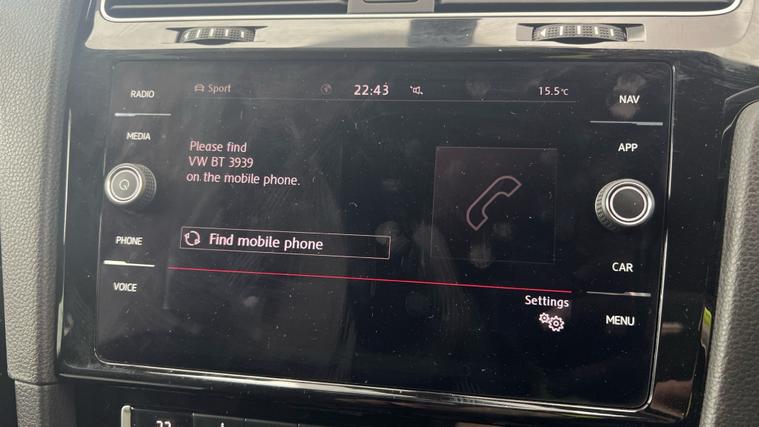 RADIO
MEDIA
PHONE
VOICE
Sport
22:43
15.5°C
Please find
VW BT 3939
on the mobile phone.
Find mobile phone
Settings
NAV
APP
CAR
MENU
22